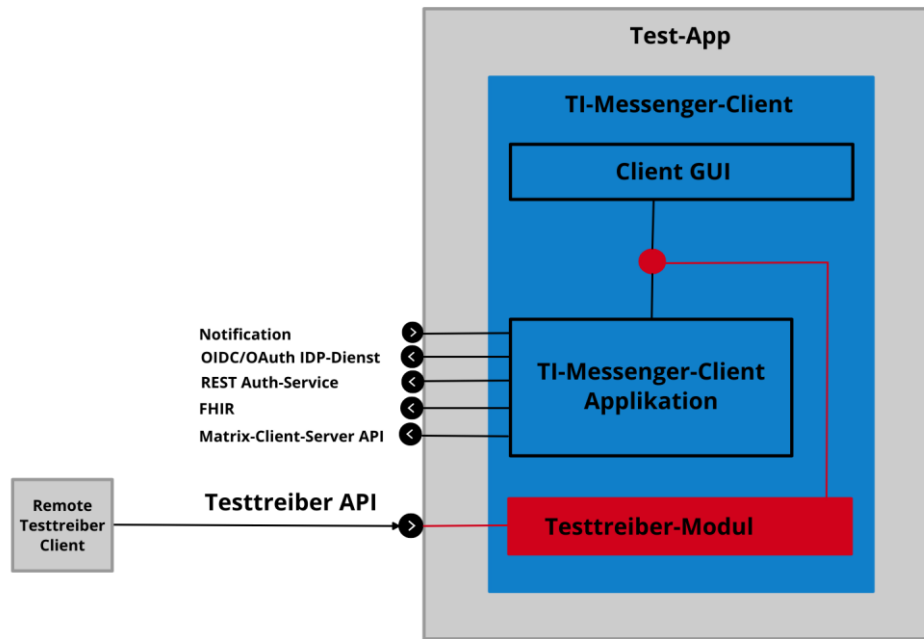 Test-App
TI-Messenger-Client
Client GUI
Notification
OIDC/OAuth IDP-Dienst
REST Auth-Service
FHIR
Matrix-Client-Server API
TI-Messenger-Client
Applikation
Testtreiber API
Remote
Testtreiber
Client
Testtreiber-Modul